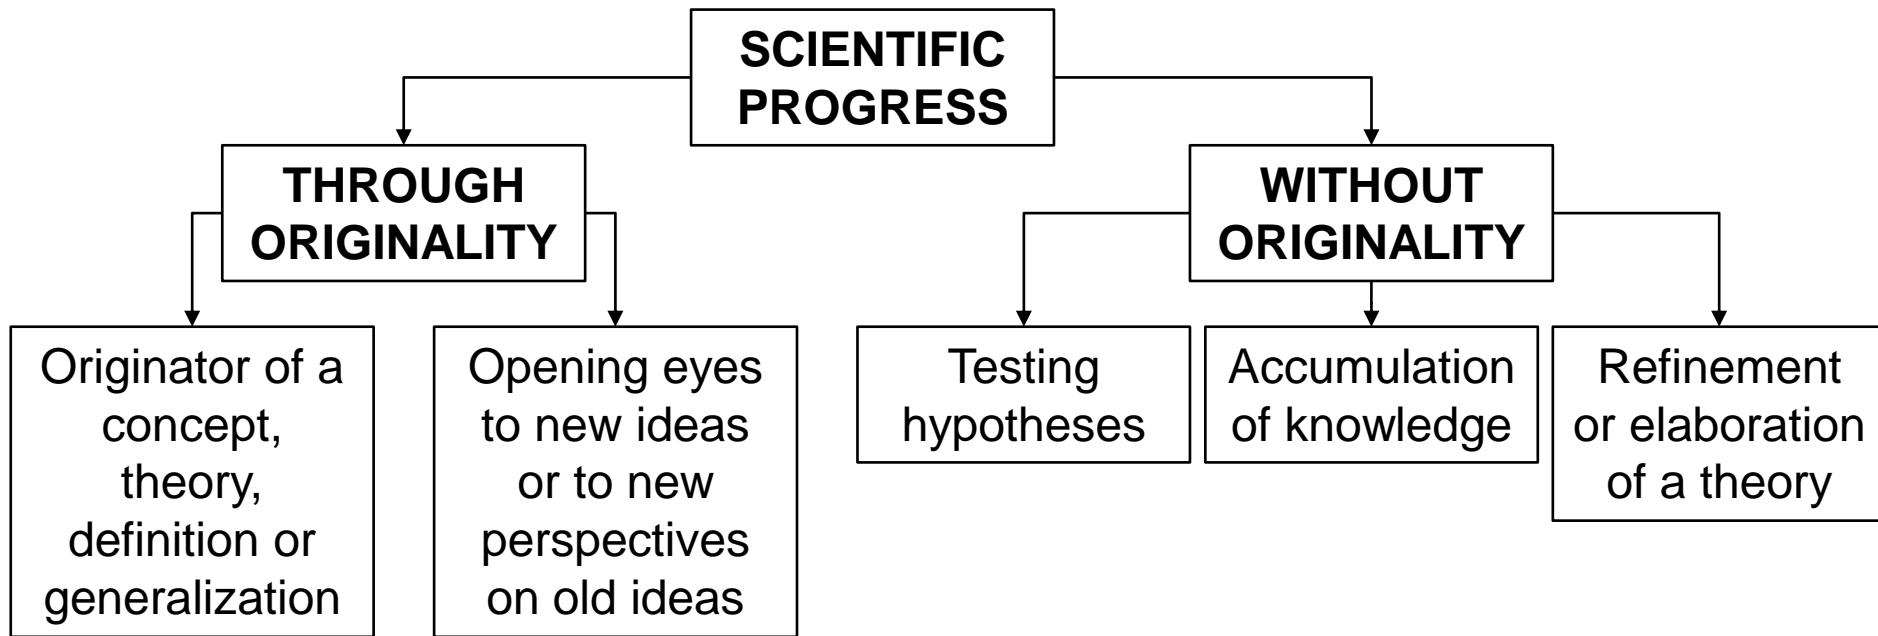 SCIENTIFIC
PROGRESS
THROUGH
ORIGINALITY
WITHOUT
ORIGINALITY
Originator of a
concept,
theory,
definition or
generalization
Opening eyes
to new ideas
or to new
perspectives
on old ideas
Testing
hypotheses
Accumulation
of knowledge
Refinement
or elaboration
of a theory